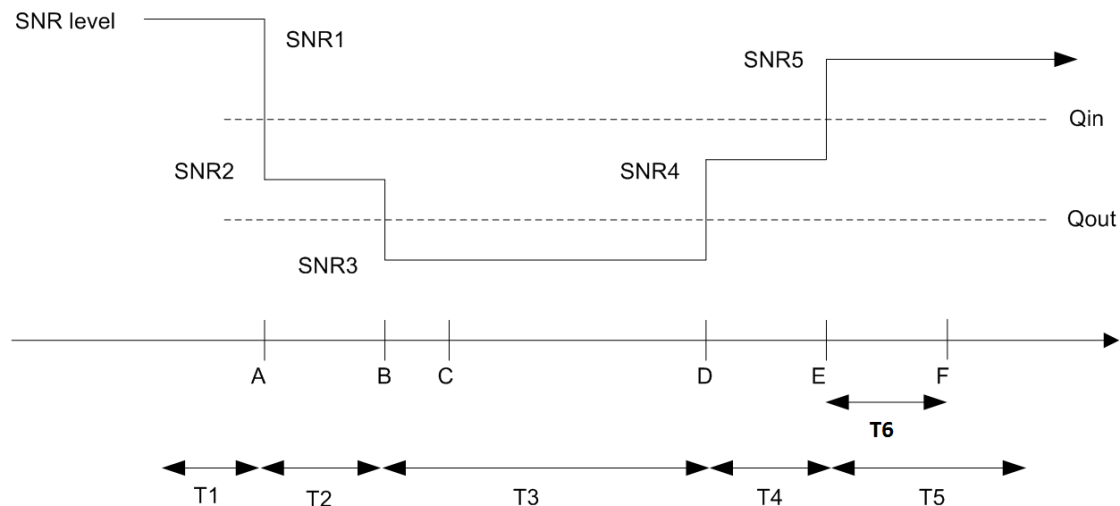 SNR level
SNR1
SNR5
Qin
SNR2
SNR4
Qout
SNR3
A B C D E F
T6
T1 T2 T3 T4 T5